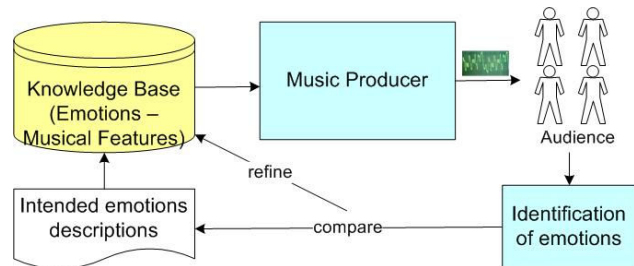 Knowledge Base
(Emotions –
Musical Features)
Music Producer
Audience
refine
Intended emotions
descriptions
compare
Identification
of emotions